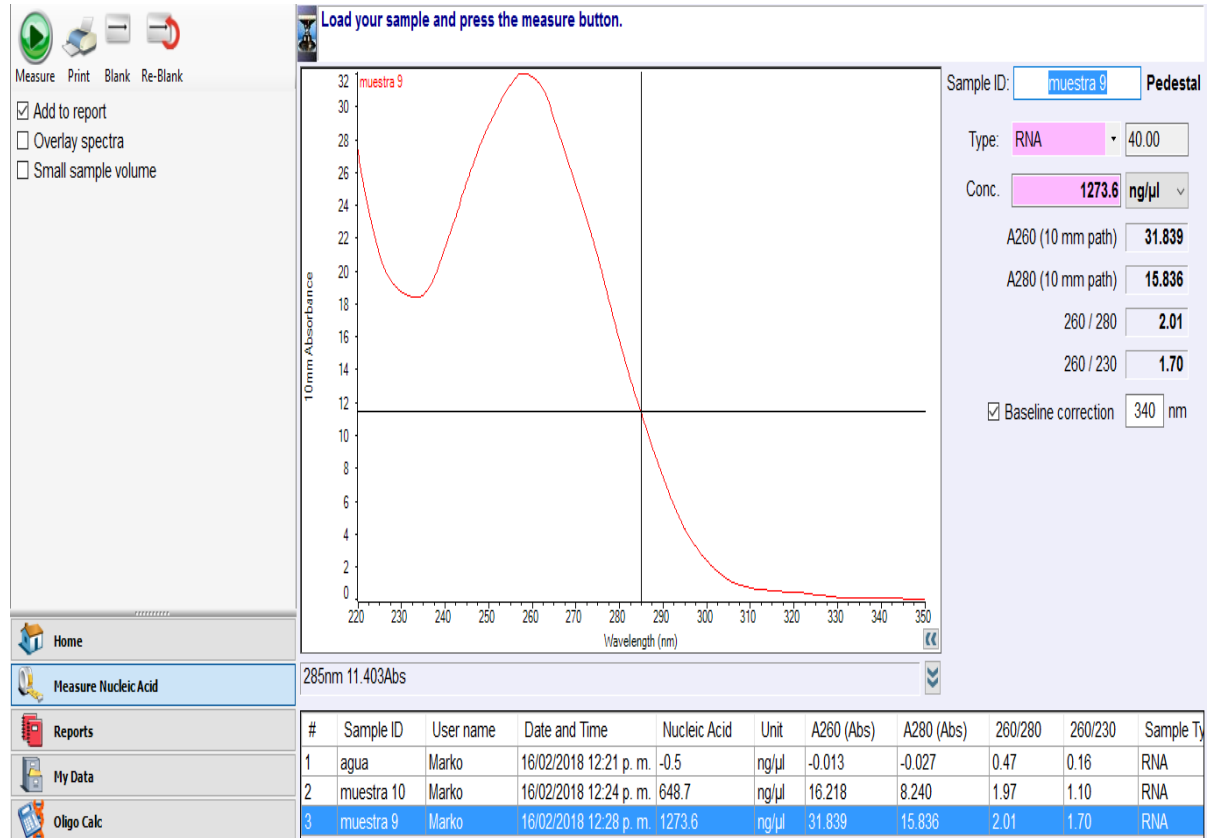 Load your sample and press the measure button.
Measure Print Blank Re-Blank
Add to report
Overlay spectra
Small sample volume
muestra 9
32
30
28
26
24
22
20
18
16
14
12
10
8
6
4
2
0
10mm Absorbance
220 230 240 250 260 270 280 290 300 310 320 330 340 350
Wavelength (nm)
285nm 11.403Abs
Sample ID: muestra 9 Pedestal
Type: RNA 40.00
Conc. 1273.6 ng/µl
A260 (10 mm path) 31.839
A280 (10 mm path) 15.836
260 / 280 2.01
260 / 230 1.70
Baseline correction 340 nm
Home
Measure Nucleic Acid
Reports
My Data
Oligo Calc
# Sample ID User name Date and Time Nucleic Acid Unit A260 (Abs) A280 (Abs) 260/280 260/230 Sample Ty
1 agua Marko 16/02/2018 12:21 p. m. -0.5 ng/µl -0.013 -0.027 0.47 0.16 RNA
2 muestra 10 Marko 16/02/2018 12:24 p. m. 648.7 ng/µl 16.218 8.240 1.97 1.10 RNA
3 muestra 9 Marko 16/02/2018 12:28 p. m. 1273.6 ng/µl 31.839 15.836 2.01 1.70 RNA